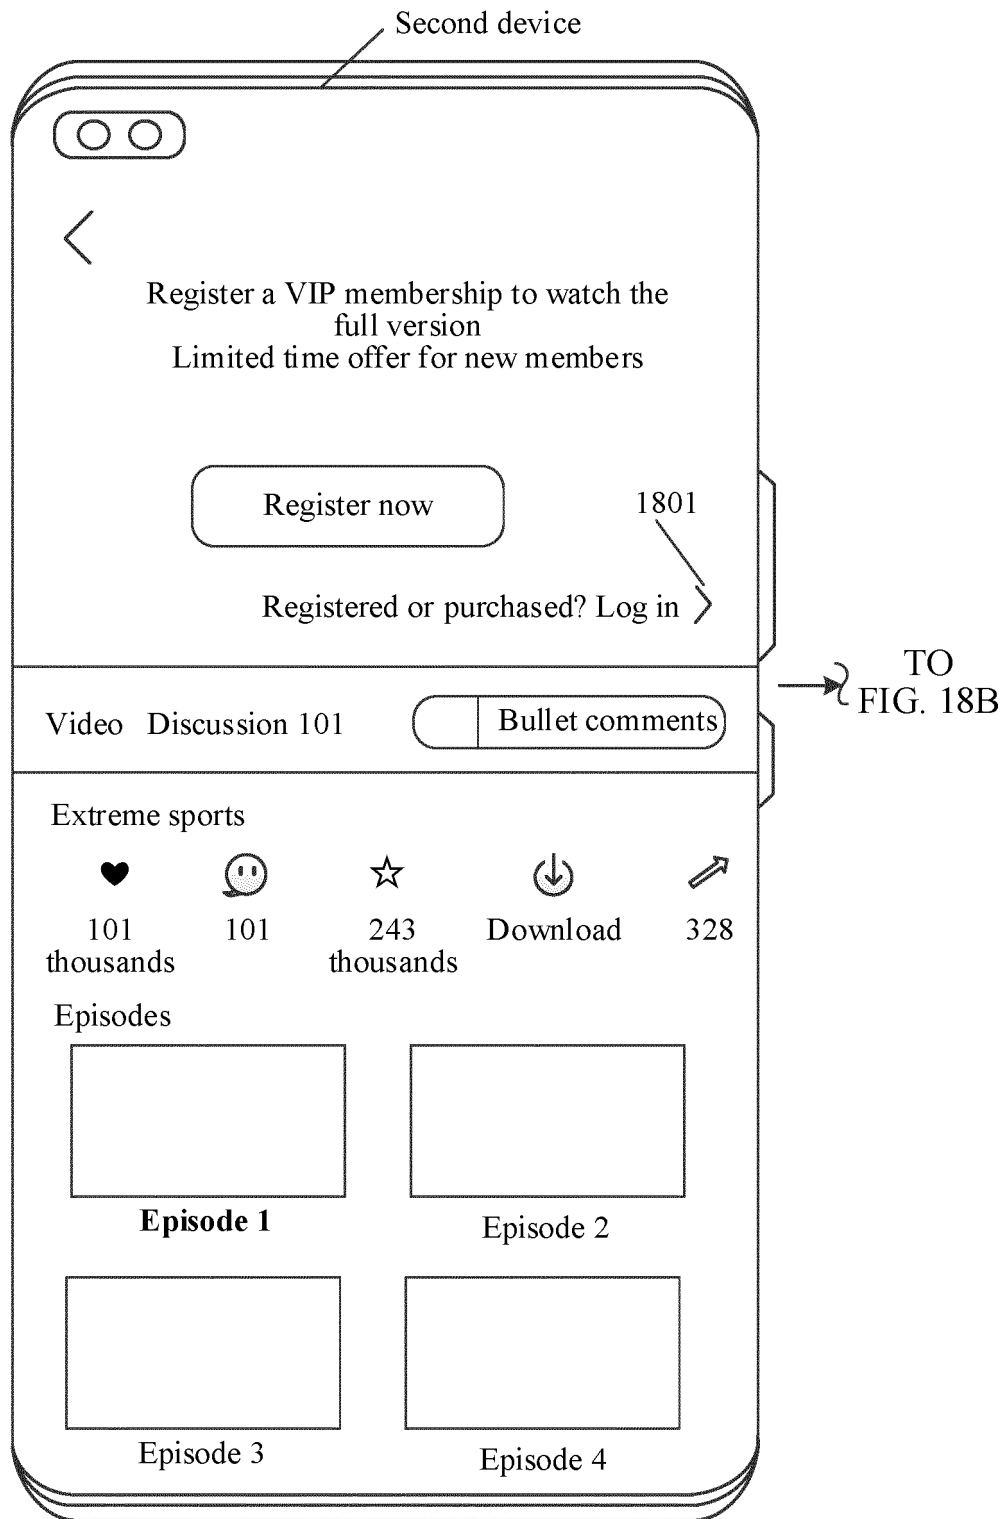 Second device
Register a VIP membership to watch the
full version
Limited time offer for new members
Register now
1801
Registered or purchased? Log in
TO
FIG. 18B
Video Discussion 101
Bullet comments
Extreme sports
101
thousands
101
243
thousands
Download
328
Episodes
Episode 1
Episode 2
Episode 3
Episode 4